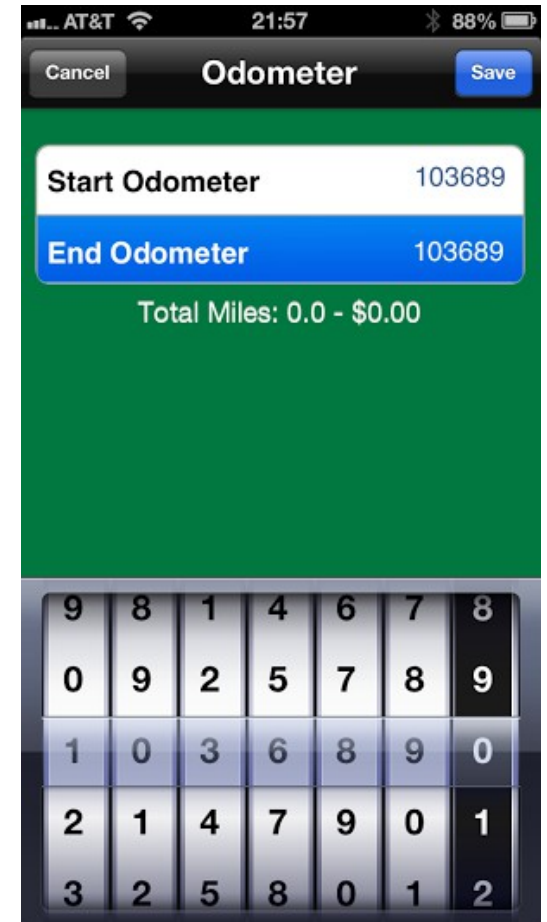 AT&T 21:57 88%
Cancel Odometer Save
Start Odometer 103689
End Odometer 103689
Total Miles: 0.0 - $0.00
9 8 1 4 6 7 8
0 9 2 5 7 8 9
1 0 3 6 8 9 0
2 1 4 7 9 0 1
3 2 5 8 0 1 2